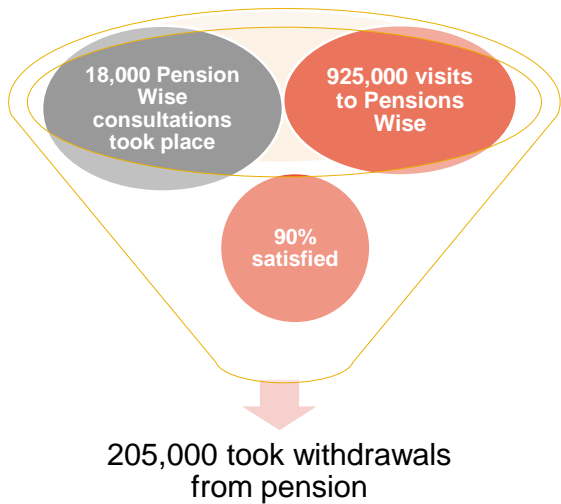 18,000 Pension
Wise
consultations
took place
925,000 visits
to Pensions
Wise
90%
satisfied
205,000 took withdrawals
from pension